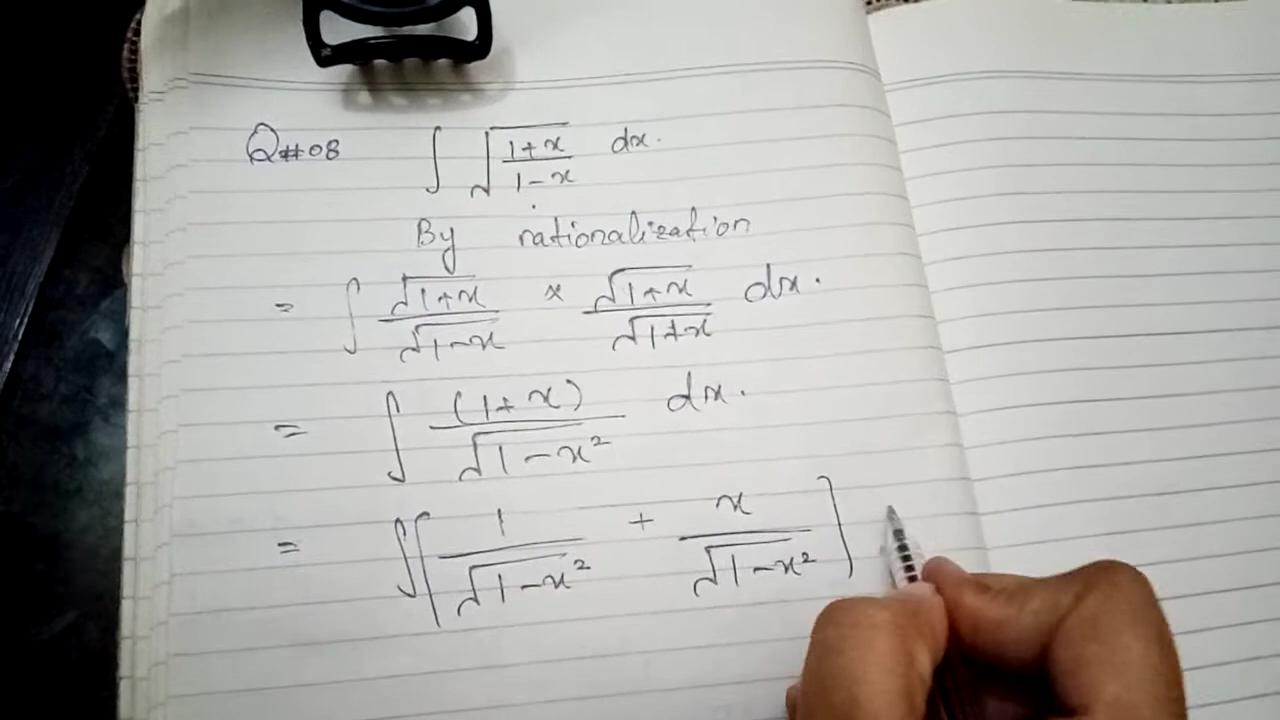 Q#08 ∫ √(1+x / 1-x) dx.
By rationalization
= ∫ √1+x / √1-x × √1+x / √1+x dx.
= ∫ (1+x) / √1-x² dx.
= ∫ [ 1 / √1-x² + x / √1-x² ]